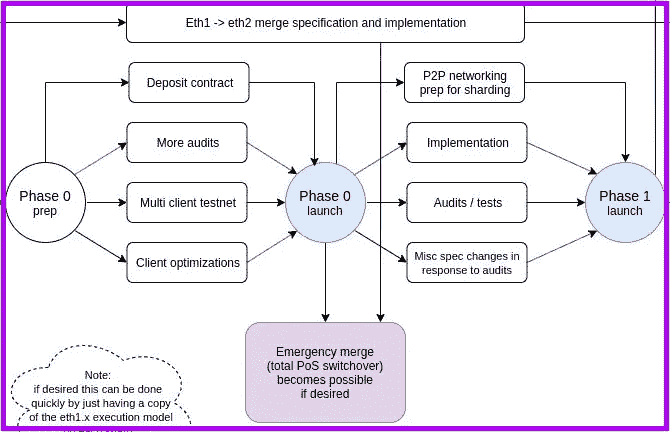 Eth1 -> eth2 merge specification and implementation
Deposit contract
P2P networking
prep for sharding
More audits
Implementation
Phase 0
prep
Multi client testnet
Phase 0
launch
Audits / tests
Phase 1
launch
Client optimizations
Misc spec changes in
response to audits
Emergency merge
(total PoS switchover)
becomes possible
if desired
Note:
if desired this can be done
quickly by just having a copy
of the eth1.x execution model